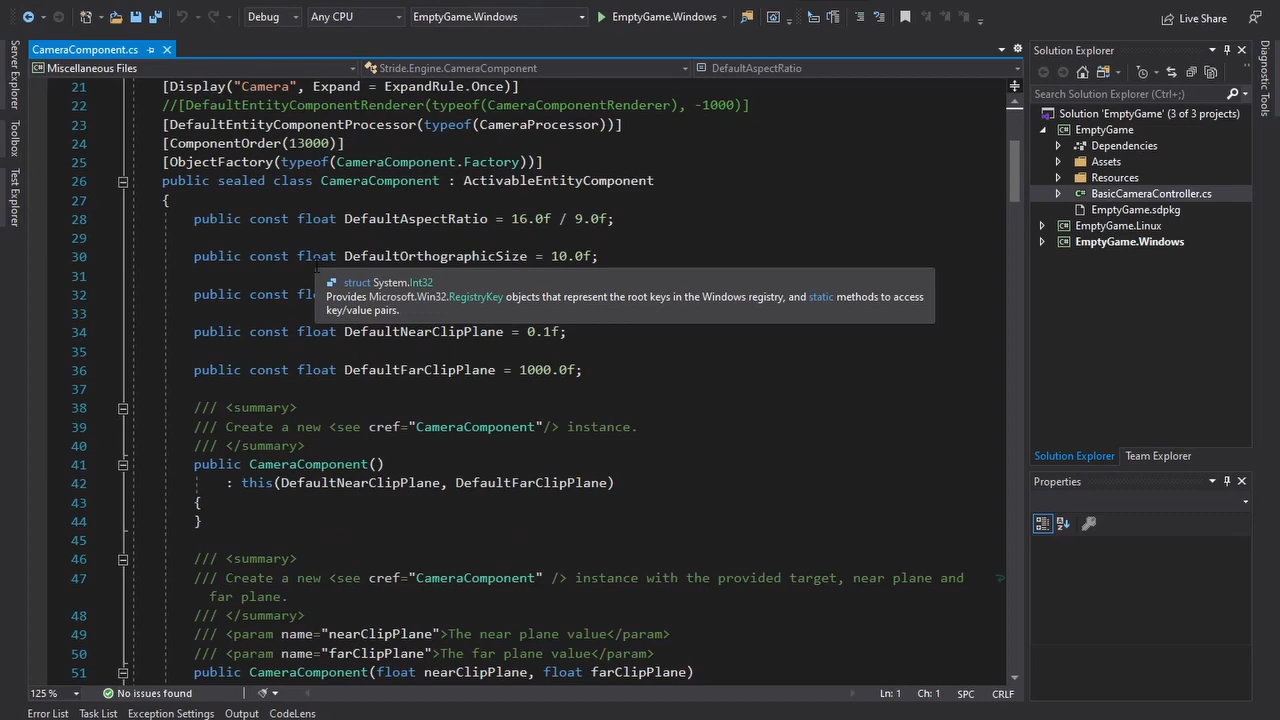 Debug
Any CPU
EmptyGame.Windows
EmptyGame.Windows
Live Share
Server Explorer
Toolbox
Test Explorer
CameraComponent.cs
Miscellaneous Files
Stride.Engine.CameraComponent
DefaultAspectRatio
21 [Display("Camera", Expand = ExpandRule.Once)]
22 //[DefaultEntityComponentRenderer(typeof(CameraComponentRenderer), -1000)]
23 [DefaultEntityComponentProcessor(typeof(CameraProcessor))]
24 [ComponentOrder(13000)]
25 [ObjectFactory(typeof(CameraComponent.Factory))]
26 public sealed class CameraComponent : ActivableEntityComponent
27 {
28 public const float DefaultAspectRatio = 16.0f / 9.0f;
29
30 public const float DefaultOrthographicSize = 10.0f;
31
struct System.Int32
32 public const
Provides Microsoft.Win32.RegistryKey objects that represent the root keys in the Windows registry, and static methods to access
key/value pairs.
33
34 public const float DefaultNearClipPlane = 0.1f;
35
36 public const float DefaultFarClipPlane = 1000.0f;
37
38 /// <summary>
39 /// Create a new <see cref="CameraComponent"/> instance.
40 /// </summary>
41 public CameraComponent()
42 : this(DefaultNearClipPlane, DefaultFarClipPlane)
43 {
44 }
45
46 /// <summary>
47 /// Create a new <see cref="CameraComponent" /> instance with the provided target, near plane and
far plane.
48 /// </summary>
49 /// <param name="nearClipPlane">The near plane value</param>
50 /// <param name="farClipPlane">The far plane value</param>
51 public CameraComponent(float nearClipPlane, float farClipPlane)
125 %
No issues found
Ln: 1
Ch: 1
SPC
CRLF
Error List
Task List
Exception Settings
Output
CodeLens
Solution Explorer
Search Solution Explorer (Ctrl+;)
Solution 'EmptyGame' (3 of 3 projects)
EmptyGame
Dependencies
Assets
Resources
C# BasicCameraController.cs
EmptyGame.sdpkg
EmptyGame.Linux
EmptyGame.Windows
Solution Explorer
Team Explorer
Properties
Diagnostic Tools